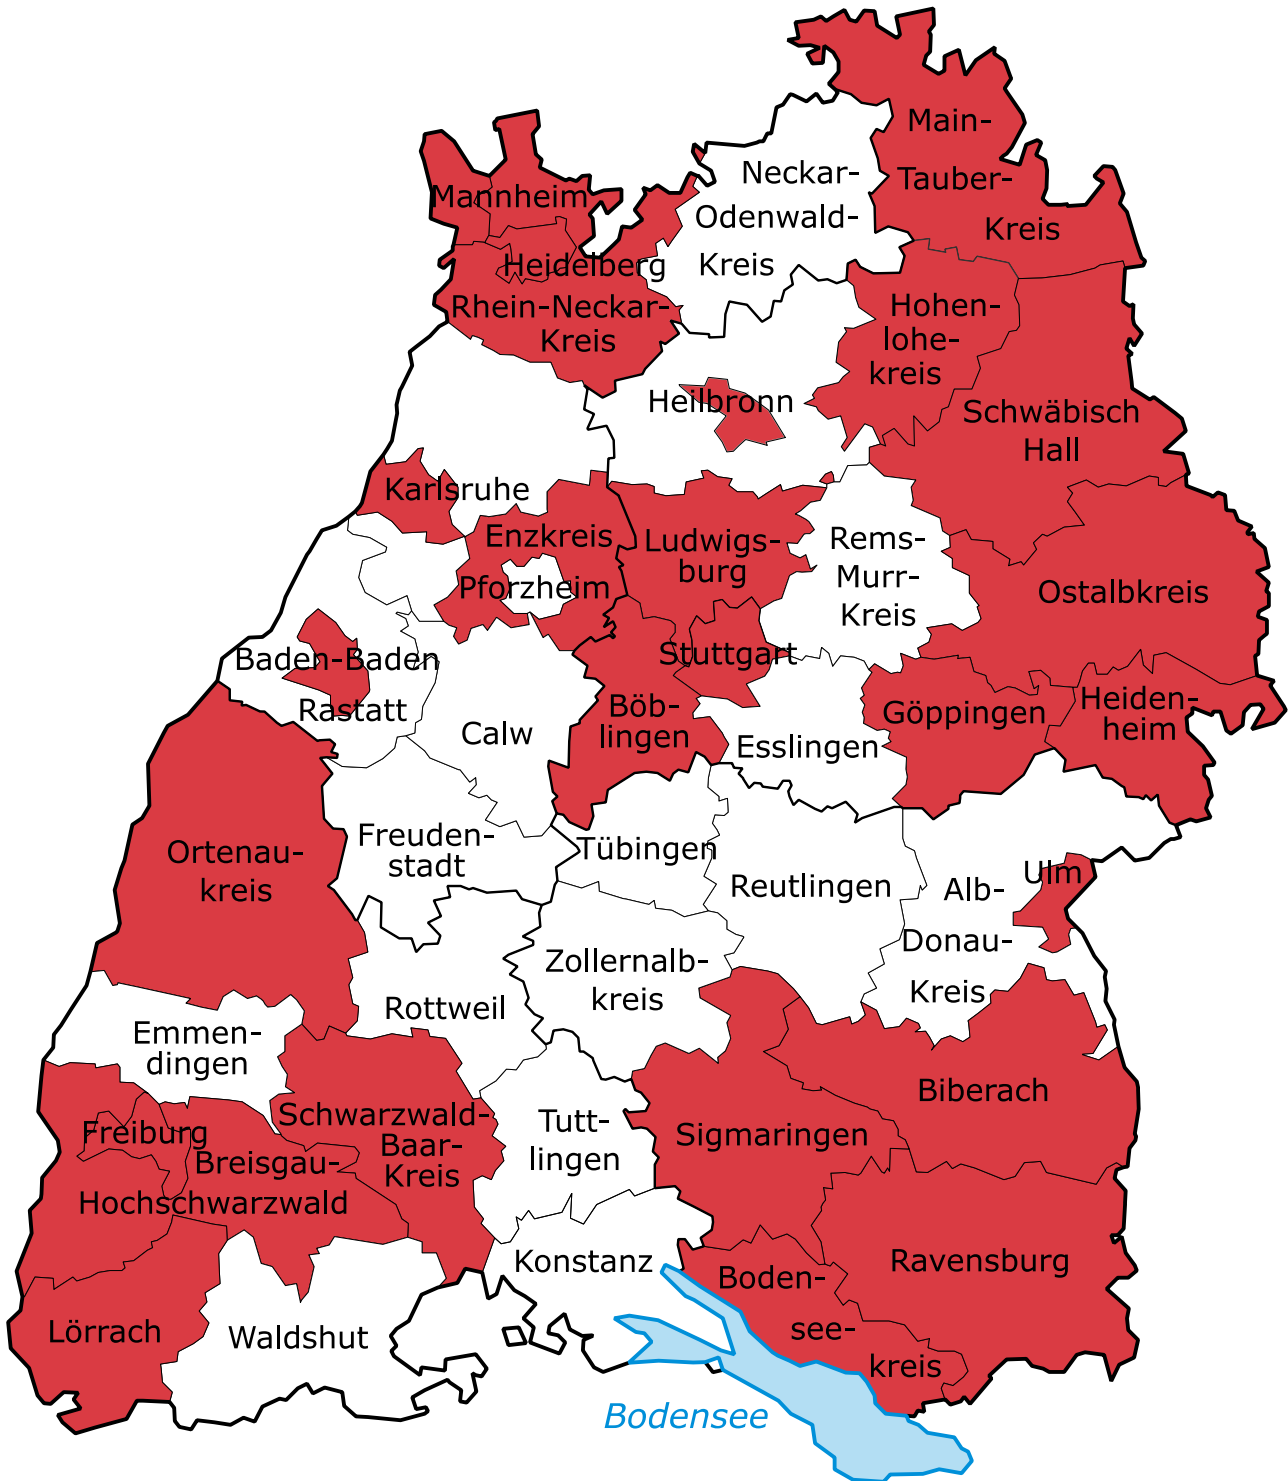 Main-
Tauber-
Kreis
Neckar-
Odenwald-
Kreis
Mannheim
Heidelberg
Rhein-Neckar-
Kreis
Hohen-
lohe-
kreis
Heilbronn
Schwäbisch
Hall
Karlsruhe
Enzkreis
Pforzheim
Ludwigs-
burg
Rems-
Murr-
Kreis
Ostalbkreis
Baden-Baden
Rastatt
Stuttgart
Calw
Böb-
lingen
Esslingen
Göppingen
Heiden-
heim
Ortenau-
kreis
Freuden-
stadt
Tübingen
Reutlingen
Ulm
Alb-
Donau-
Kreis
Zollernalb-
kreis
Rottweil
Emmen-
dingen
Schwarzwald-
Baar-
Kreis
Freiburg
Breisgau-
Hochschwarzwald
Tutt-
lingen
Sigmaringen
Biberach
Konstanz
Boden-
see-
kreis
Ravensburg
Lörrach
Waldshut
Bodensee